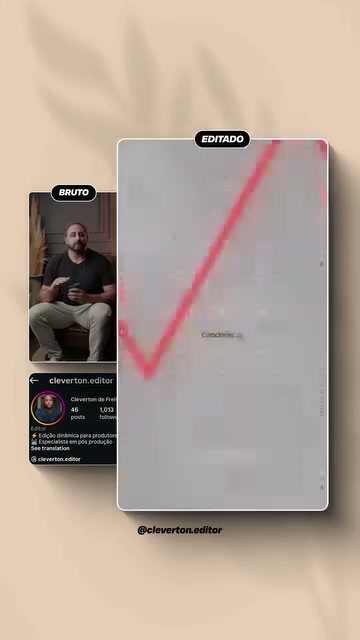 EDITADO
BRUTO
cleverton.editor
Cleverton de Frei
46
1,013
posts
followe
Editor
⚡ Edição dinâmica para produtore
Especialista em pós produção
See translation
cleverton.editor
@cleverton.editor